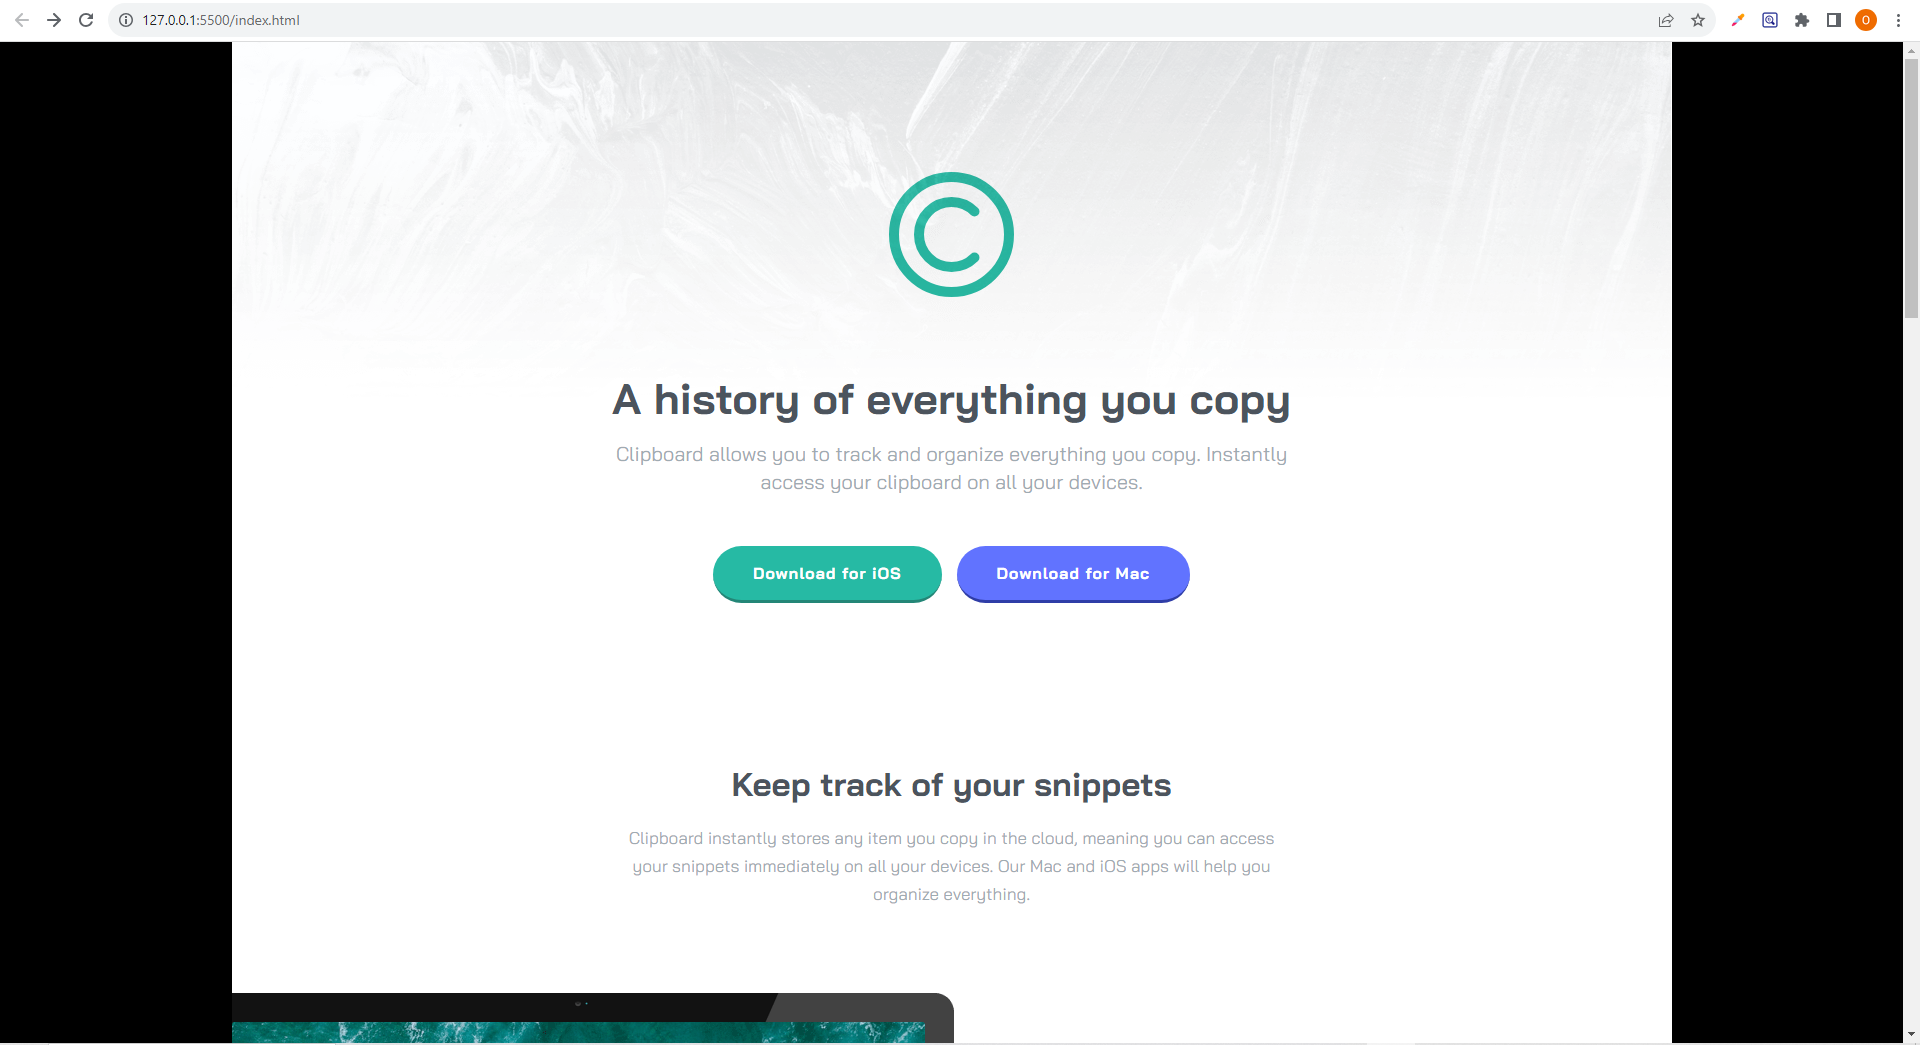 127.0.0.1:5500/index.html
O
C
A history of everything you copy
Clipboard allows you to track and organize everything you copy. Instantly
access your clipboard on all your devices.
Download for iOS
Download for Mac
Keep track of your snippets
Clipboard instantly stores any item you copy in the cloud, meaning you can access
your snippets immediately on all your devices. Our Mac and iOS apps will help you
organize everything.